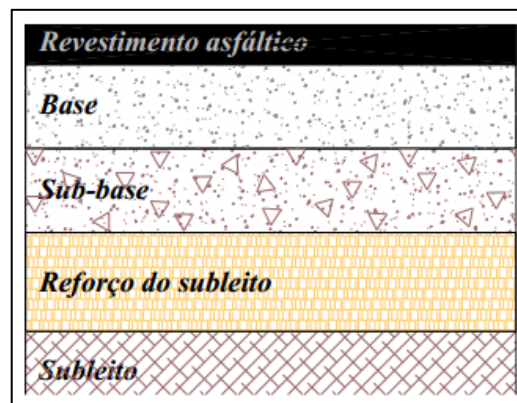 Revestimento asfáltico
Base
Sub-base
Reforço do subleito
Subleito